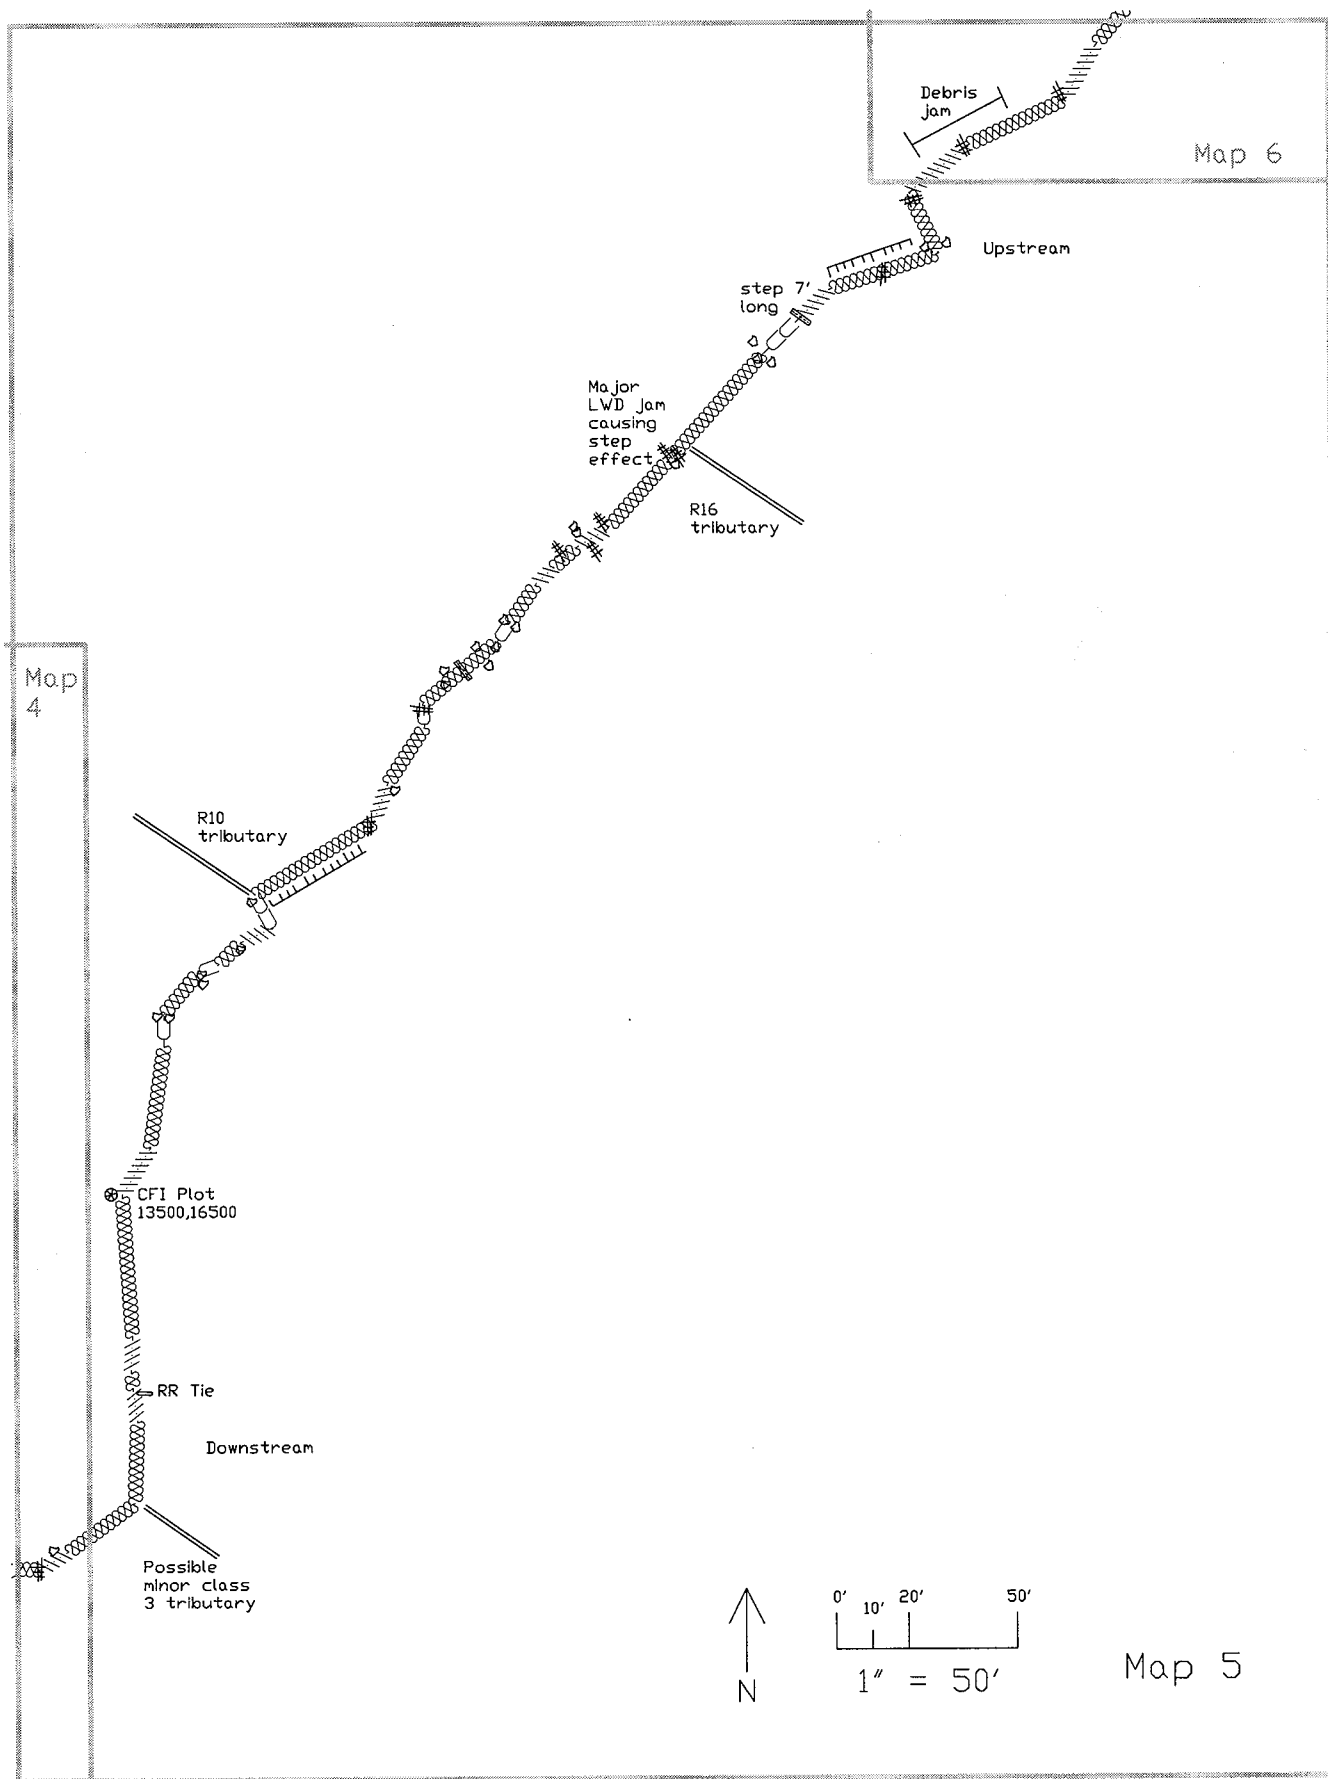 Debris
jam
Map 6
Upstream
step 7'
long
Major
LWD jam
causing
step
effect
R16
tributary
Map
4
R10
tributary
CFI Plot
13500,16500
RR Tie
Downstream
Possible
minor class
3 tributary
0' 10' 20' 50'
1" = 50'
N
Map 5